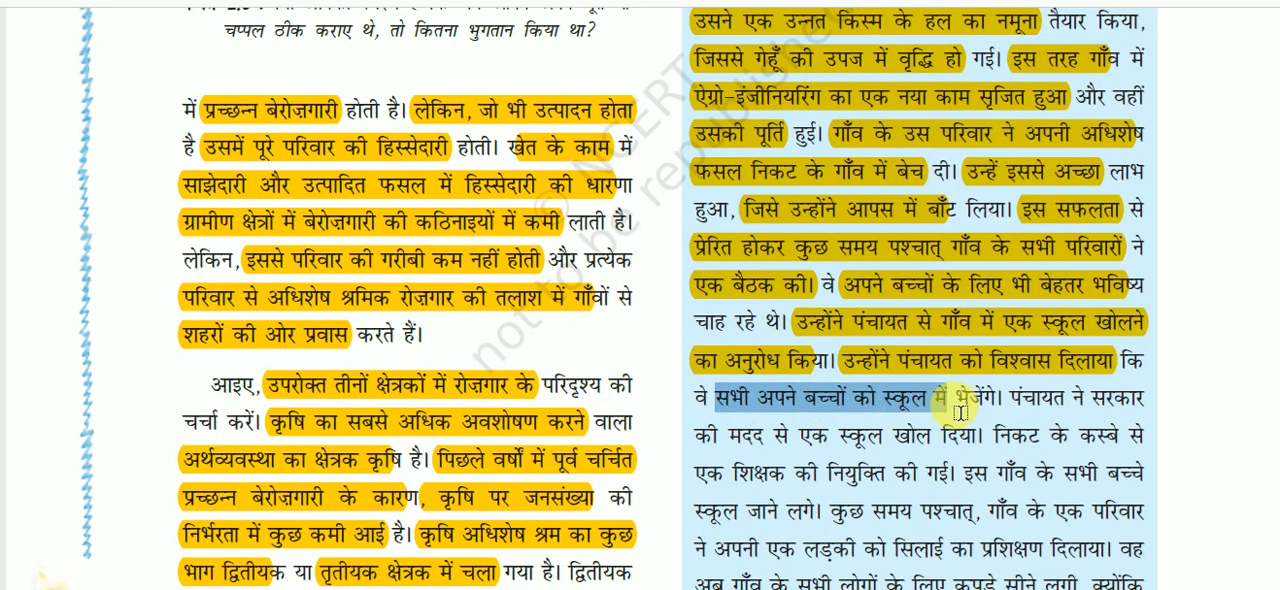 चप्पल ठीक कराए थे, तो कितना भुगतान किया था?
में प्रच्छन्न बेरोज़गारी होती है। लेकिन, जो भी उत्पादन होता
है उसमें पूरे परिवार की हिस्सेदारी होती। खेत के काम में
साझेदारी और उत्पादित फसल में हिस्सेदारी की धारणा
ग्रामीण क्षेत्रों में बेरोज़गारी की कठिनाइयों में कमी लाती है।
लेकिन, इससे परिवार की गरीबी कम नहीं होती और प्रत्येक
परिवार से अधिशेष श्रमिक रोज़गार की तलाश में गाँवों से
शहरों की ओर प्रवास करते हैं।
आइए, उपरोक्त तीनों क्षेत्रकों में रोज़गार के परिदृश्य की
चर्चा करें। कृषि का सबसे अधिक अवशोषण करने वाला
अर्थव्यवस्था का क्षेत्रक कृषि है। पिछले वर्षों में पूर्व चर्चित
प्रच्छन्न बेरोज़गारी के कारण, कृषि पर जनसंख्या की
निर्भरता में कुछ कमी आई है। कृषि अधिशेष श्रम का कुछ
भाग द्वितीयक या तृतीयक क्षेत्रक में चला गया है। द्वितीयक
उसने एक उन्नत किस्म के हल का नमूना तैयार किया,
जिससे गेहूँ की उपज में वृद्धि हो गई। इस तरह गाँव में
ऐग्रो-इंजीनियरिंग का एक नया काम सृजित हुआ और वहीं
उसकी पूर्ति हुई। गाँव के उस परिवार ने अपनी अधिशेष
फसल निकट के गाँव में बेच दी। उन्हें इससे अच्छा लाभ
हुआ, जिसे उन्होंने आपस में बाँट लिया। इस सफलता से
प्रेरित होकर कुछ समय पश्चात् गाँव के सभी परिवारों ने
एक बैठक की। वे अपने बच्चों के लिए भी बेहतर भविष्य
चाह रहे थे। उन्होंने पंचायत से गाँव में एक स्कूल खोलने
का अनुरोध किया। उन्होंने पंचायत को विश्वास दिलाया कि
वे सभी अपने बच्चों को स्कूल में भेजेंगे। पंचायत ने सरकार
की मदद से एक स्कूल खोल दिया। निकट के कस्बे से
एक शिक्षक की नियुक्ति की गई। इस गाँव के सभी बच्चे
स्कूल जाने लगे। कुछ समय पश्चात्, गाँव के एक परिवार
ने अपनी एक लड़की को सिलाई का प्रशिक्षण दिलाया। वह
अब गाँव के सभी लोगों के लिए कपड़े सीने लगी, क्योंकि
© NCERT
not to be republished